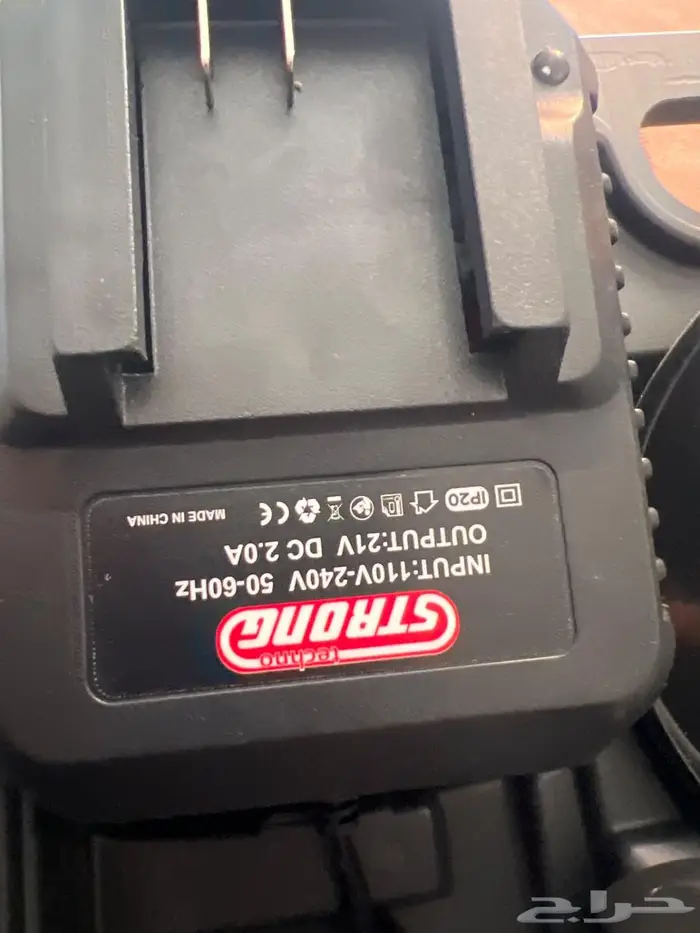 techno
STRONG
INPUT:110V-240V 50-60Hz
OUTPUT:21V DC 2.0A
IP20
MADE IN CHINA
حراج